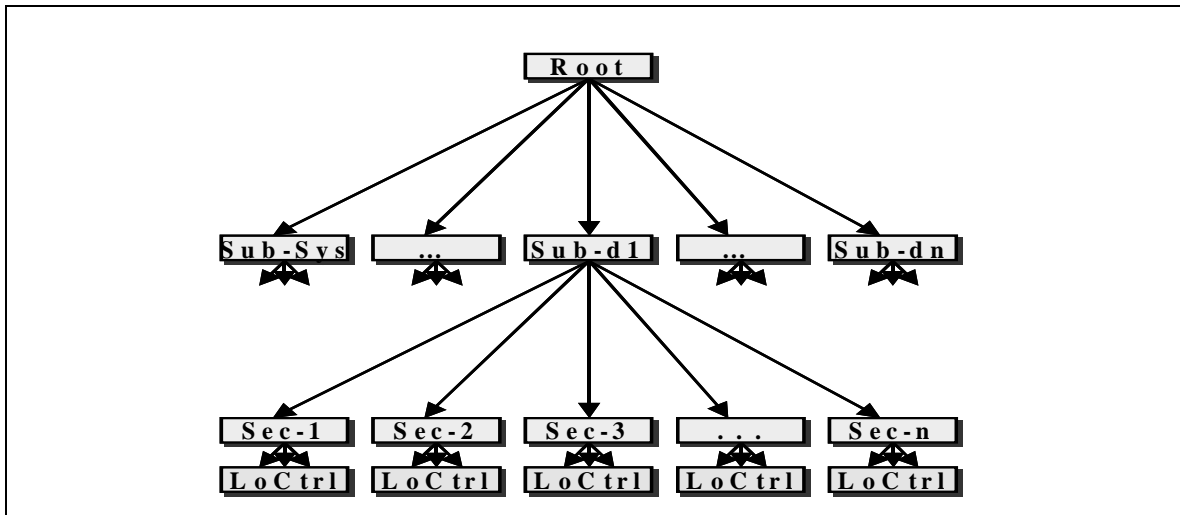 Root
Sub-Sys ... Sub-d1 ... Sub-dn
Sec-1 Sec-2 Sec-3 ... Sec-n
LoCtrl LoCtrl LoCtrl LoCtrl LoCtrl